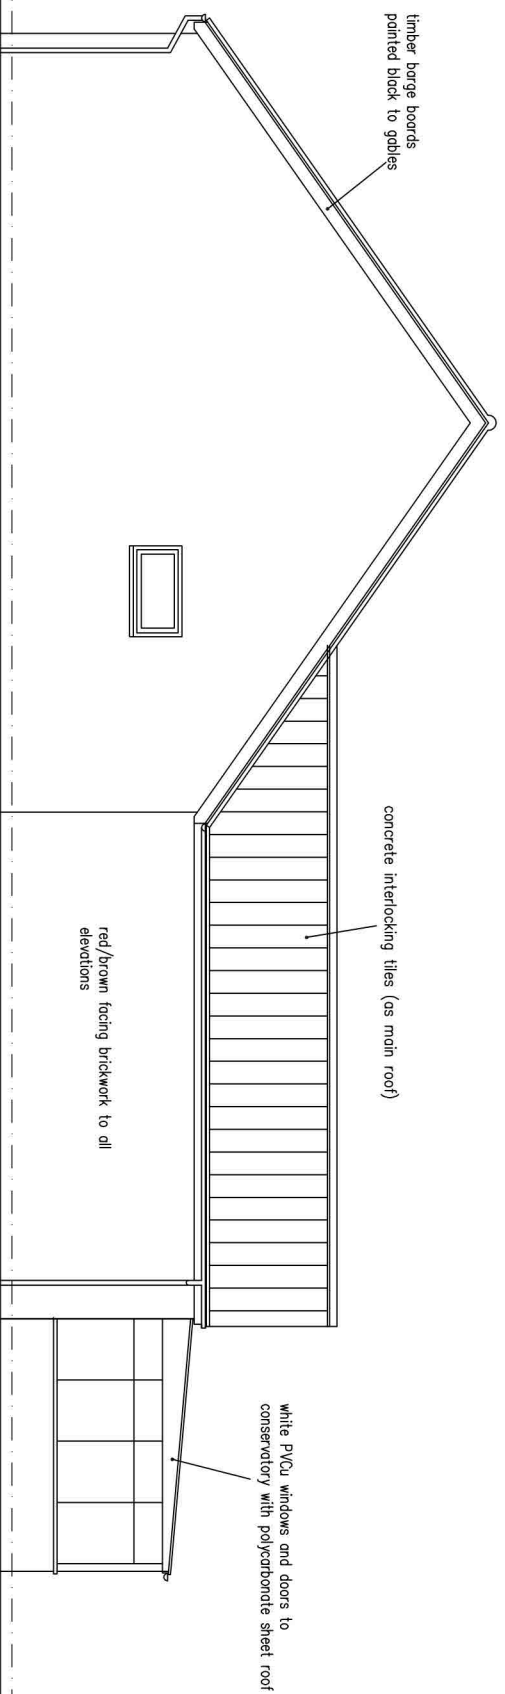 timber barge boards
painted black to gables
concrete interlocking tiles (as main roof)
red/brown facing brickwork to all
elevations
white PVCu windows and doors to
conservatory with polycarbonate sheet roof